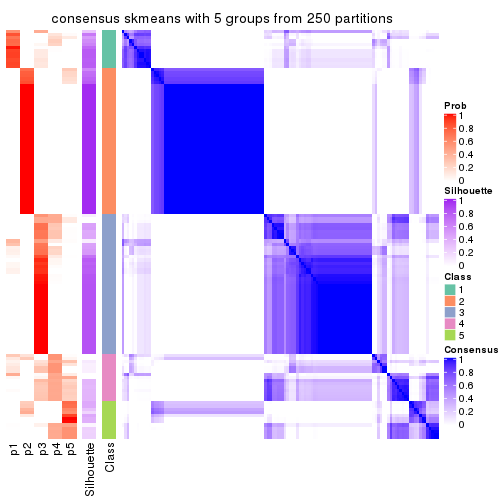 consensus skmeans with 5 groups from 250 partitions
Prob
1
0.8
0.6
0.4
0.2
0
Silhouette
1
0.8
0.6
0.4
0.2
0
Class
1
2
3
4
5
Consensus
1
0.8
0.6
0.4
0.2
0
p1
p2
p3
p4
p5
Silhouette
Class